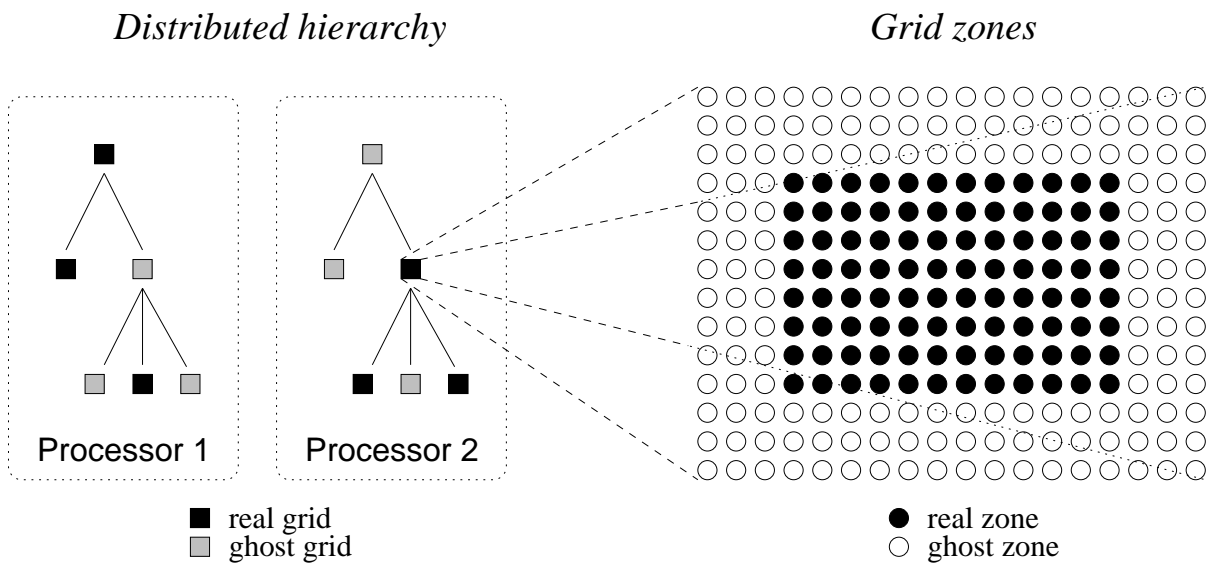 Distributed hierarchy
Grid zones
Processor 1
Processor 2
real grid
ghost grid
real zone
ghost zone